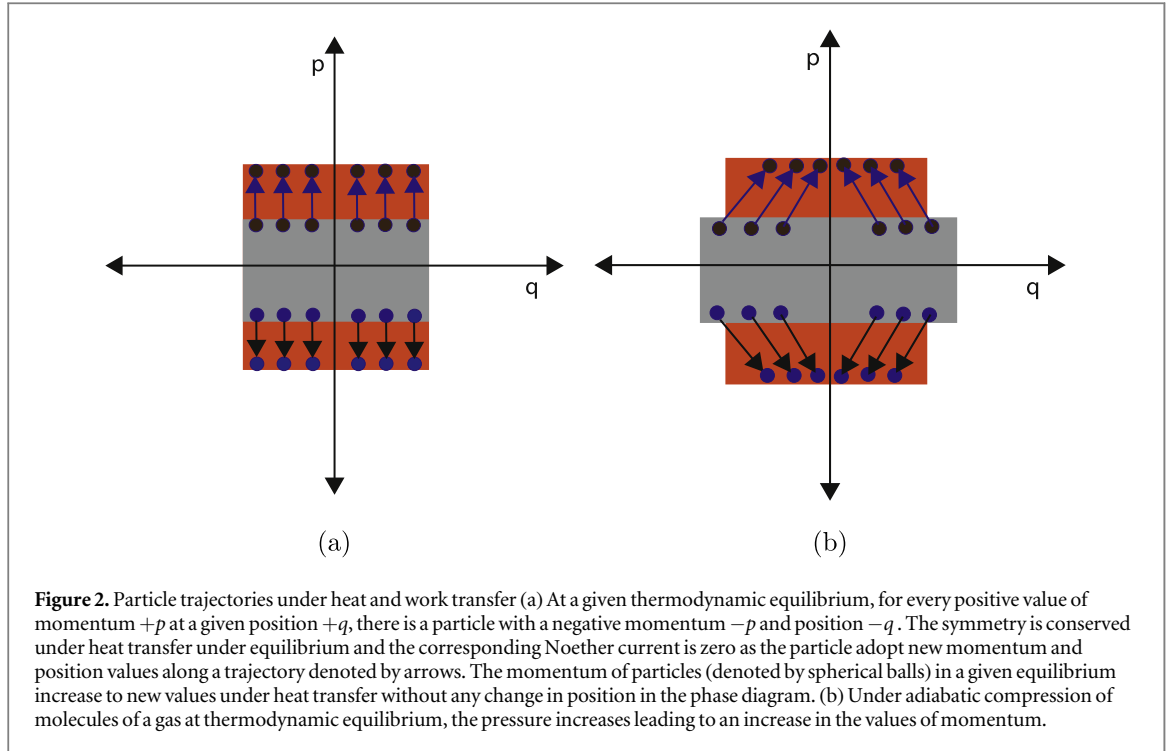 p
p
q
q
(a)
(b)
Figure 2. Particle trajectories under heat and work transfer (a) At a given thermodynamic equilibrium, for every positive value of
momentum +p at a given position +q, there is a particle with a negative momentum −p and position −q . The symmetry is conserved
under heat transfer under equilibrium and the corresponding Noether current is zero as the particle adopt new momentum and
position values along a trajectory denoted by arrows. The momentum of particles (denoted by spherical balls) in a given equilibrium
increase to new values under heat transfer without any change in position in the phase diagram. (b) Under adiabatic compression of
molecules of a gas at thermodynamic equilibrium, the pressure increases leading to an increase in the values of momentum.